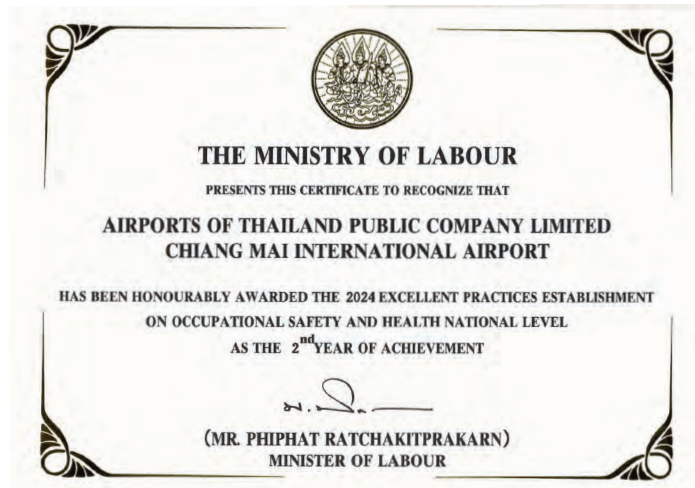 THE MINISTRY OF LABOUR
PRESENTS THIS CERTIFICATE TO RECOGNIZE THAT
AIRPORTS OF THAILAND PUBLIC COMPANY LIMITED
CHIANG MAI INTERNATIONAL AIRPORT
HAS BEEN HONOURABLY AWARDED THE 2024 EXCELLENT PRACTICES ESTABLISHMENT
ON OCCUPATIONAL SAFETY AND HEALTH NATIONAL LEVEL
AS THE 2nd YEAR OF ACHIEVEMENT
(MR. PHIPHAT RATCHAKITPRAKARN)
MINISTER OF LABOUR